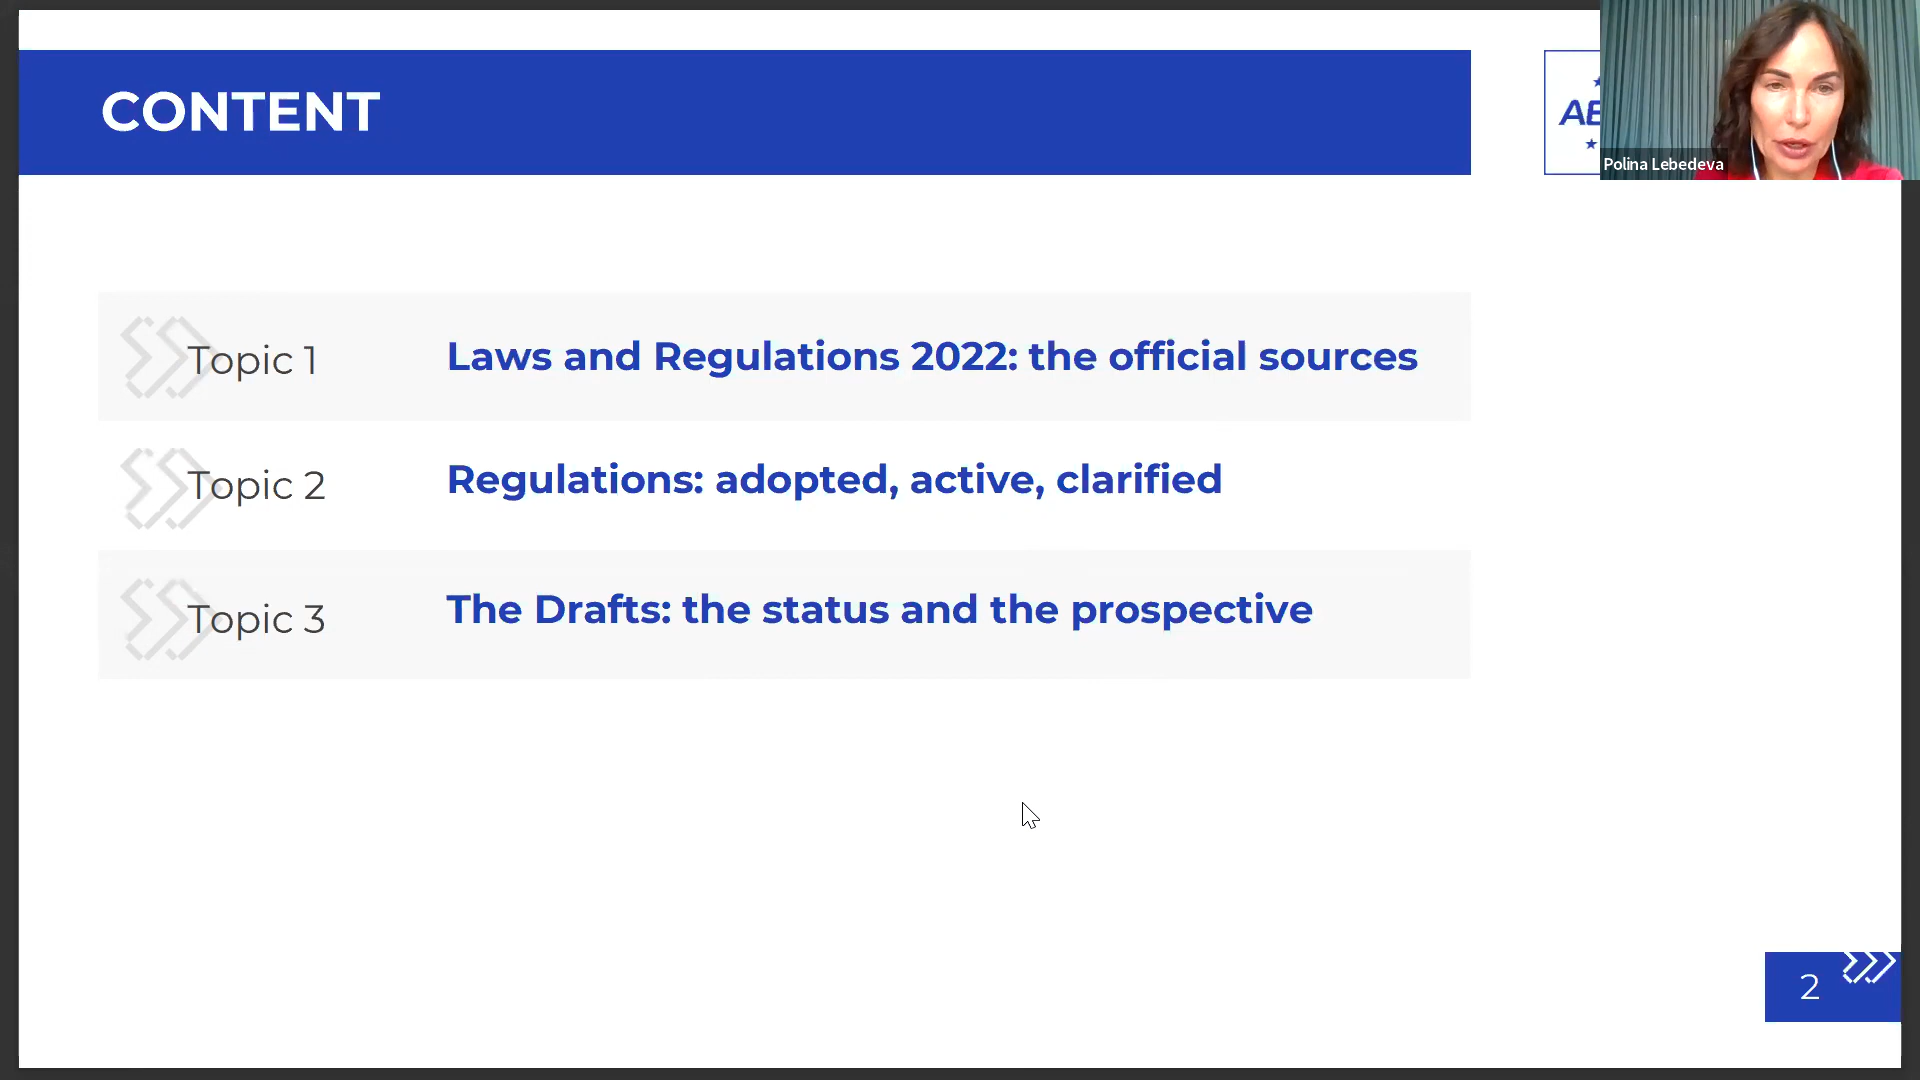 CONTENT
Polina Lebedeva
Topic 1
Laws and Regulations 2022: the official sources
Topic 2
Regulations: adopted, active, clarified
Topic 3
The Drafts: the status and the prospective
2